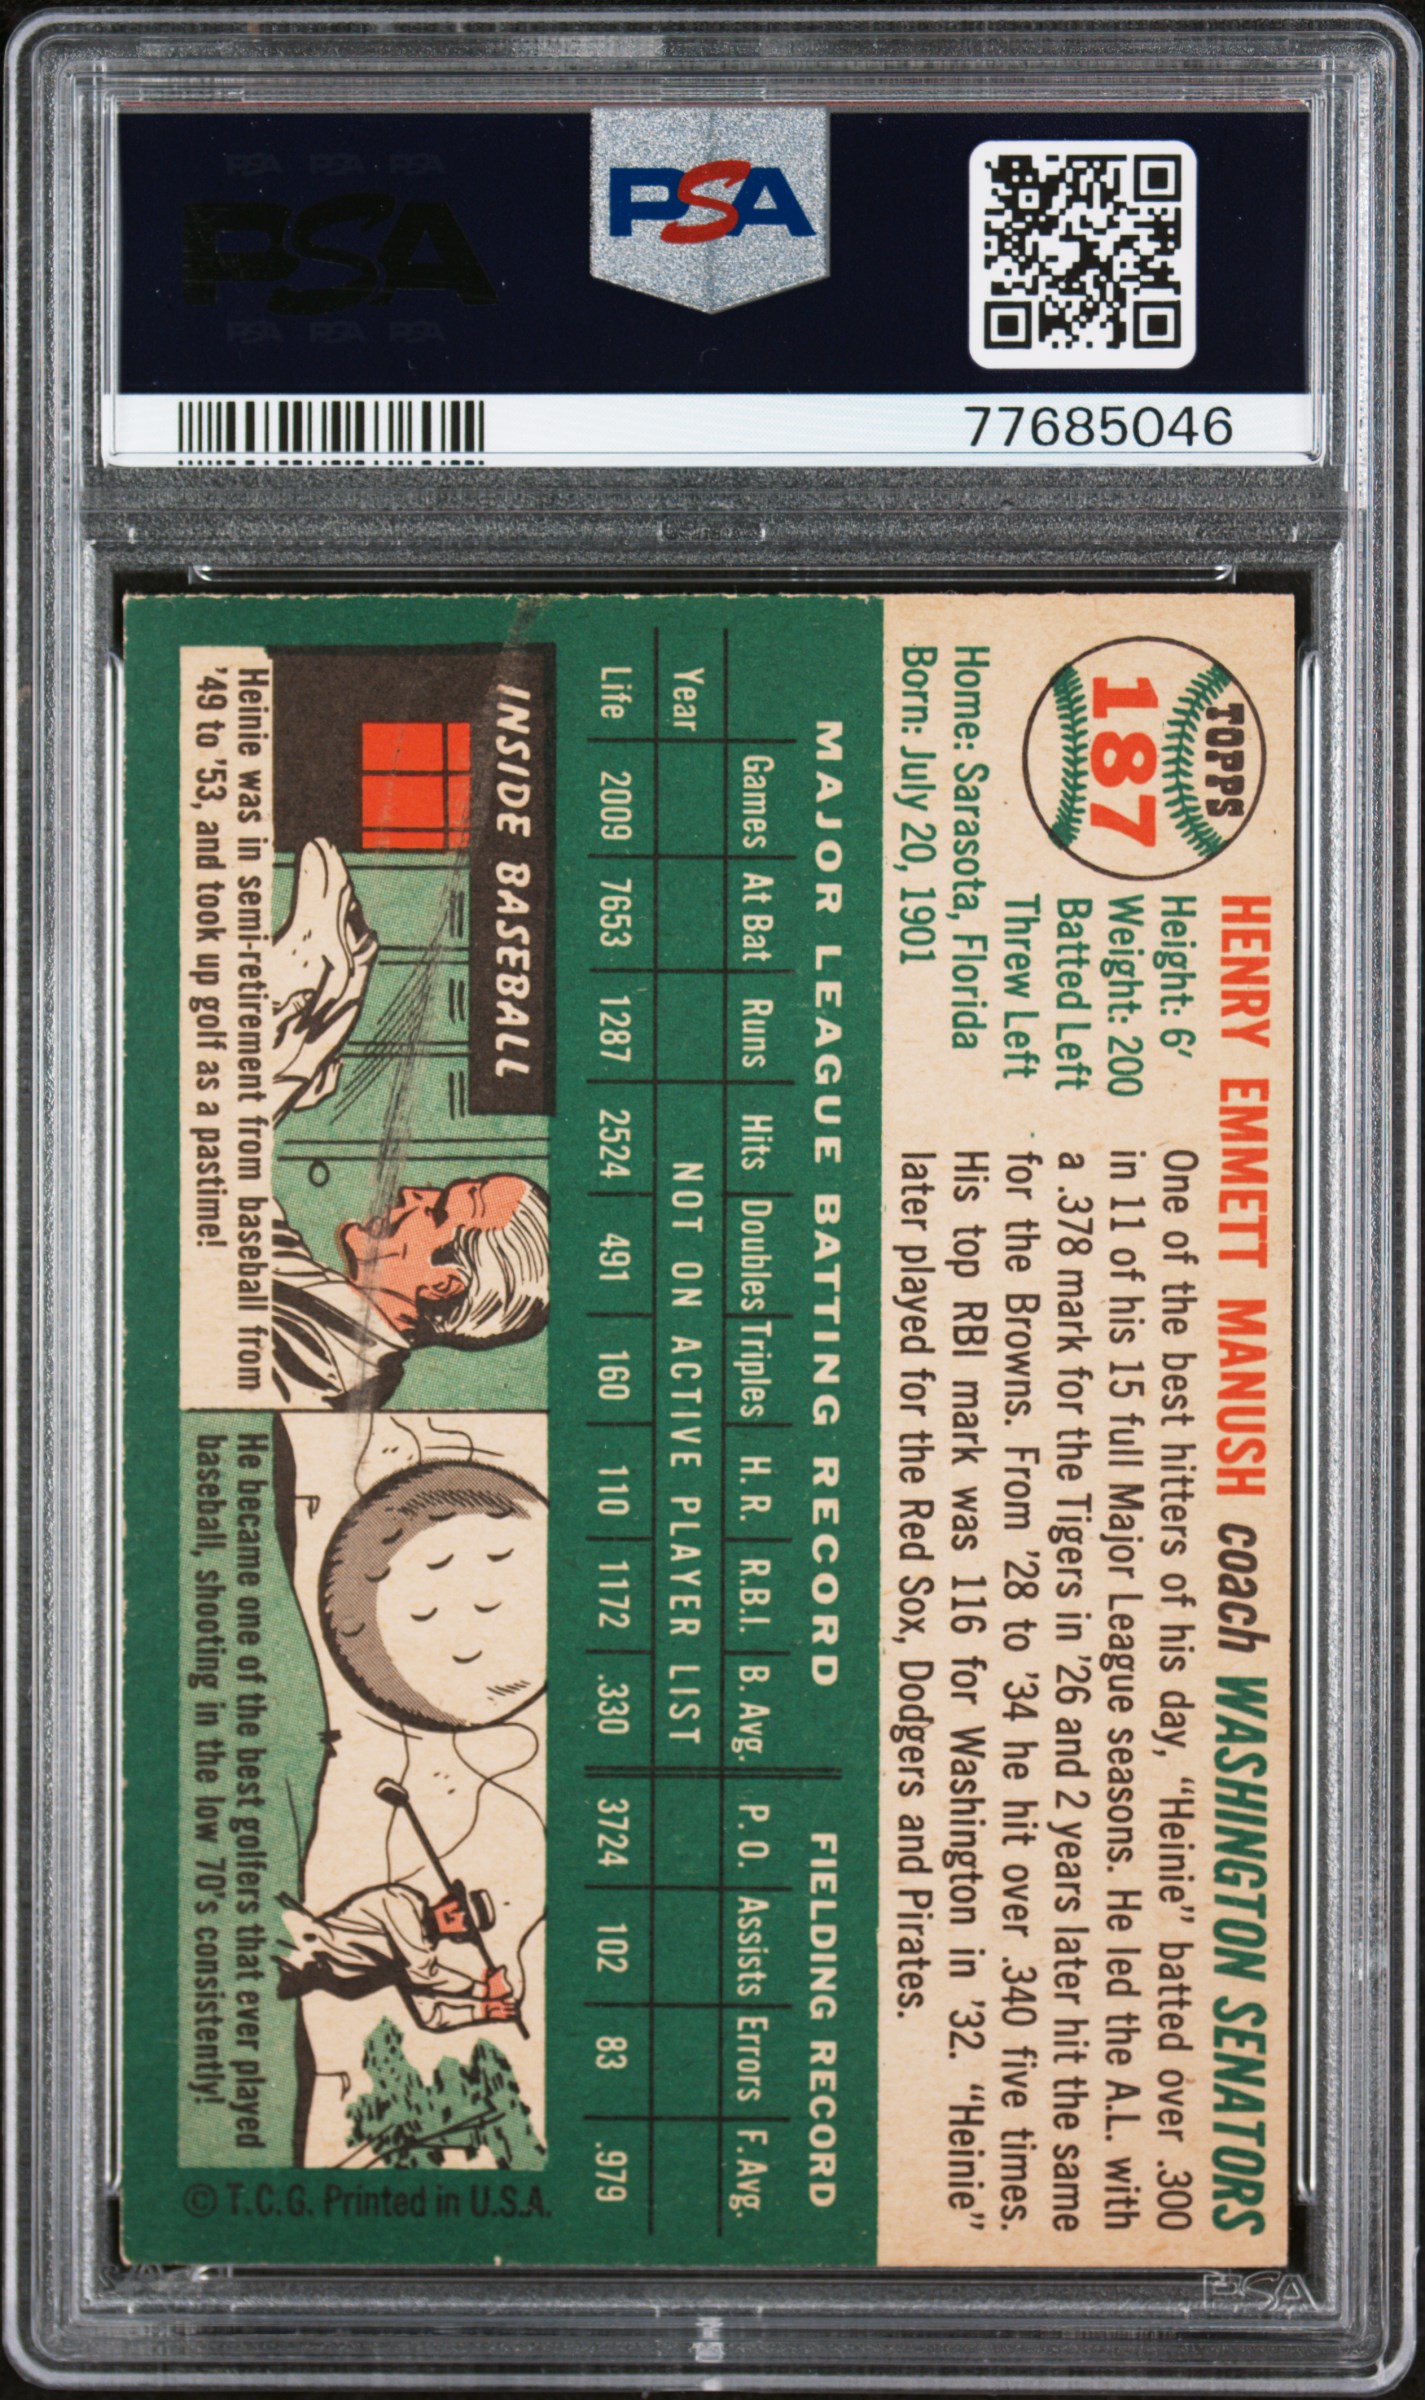 PSA PSA PSA
PSA
PSA PSA PSA
PSA
77685046
TOPPS
187
HENRY EMMETT MANUSH coach WASHINGTON SENATORS
Height: 6'
Weight: 200
Batted Left
Threw Left
Home: Sarasota, Florida
Born: July 20, 1901
One of the best hitters of his day, “Heinie” batted over .300
in 11 of his 15 full Major League seasons. He led the A.L. with
a .378 mark for the Tigers in ’26 and 2 years later hit the same
for the Browns. From ’28 to ’34 he hit over .340 five times.
His top RBI mark was 116 for Washington in ’32. “Heinie”
later played for the Red Sox, Dodgers and Pirates.
MAJOR LEAGUE BATTING RECORD FIELDING RECORD
Games At Bat Runs Hits Doubles Triples H.R. R.B.I. B. Avg. P.O. Assists Errors F. Avg.
Year NOT ON ACTIVE PLAYER LIST
Life 2009 7653 1287 2524 491 160 110 1172 .330 3724 102 83 .979
INSIDE BASEBALL
Heinie was in semi-retirement from baseball from
’49 to ’53, and took up golf as a pastime!
He became one of the best golfers that ever played
baseball, shooting in the low 70’s consistently!
© T.C.G. Printed in U.S.A.
PSA